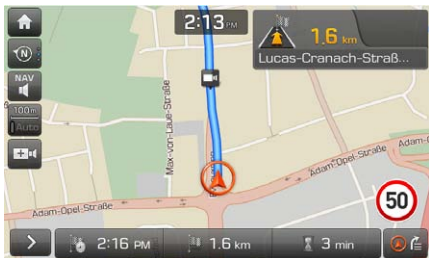 2:13 PM
1.6 km
Lucas-Cranach-Straß...
N
NAV
100m
Auto
Max-von-Laue-Straße
Adam-Opel-Straße
Adam-Opel-Straße
50
2:16 PM
1.6 km
3 min